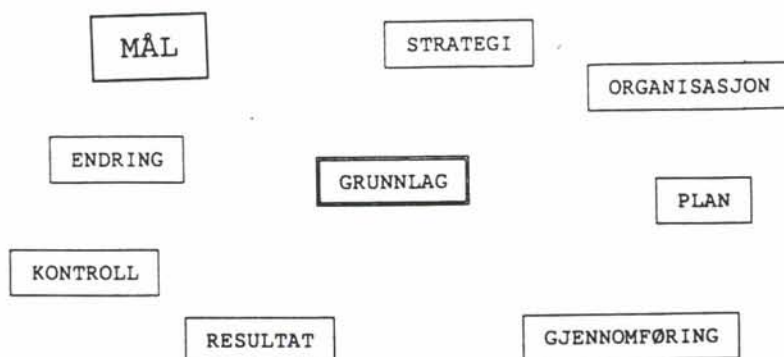 MÅL
STRATEGI
ORGANISASJON
ENDRING
GRUNNLAG
PLAN
KONTROLL
RESULTAT
GJENNOMFØRING